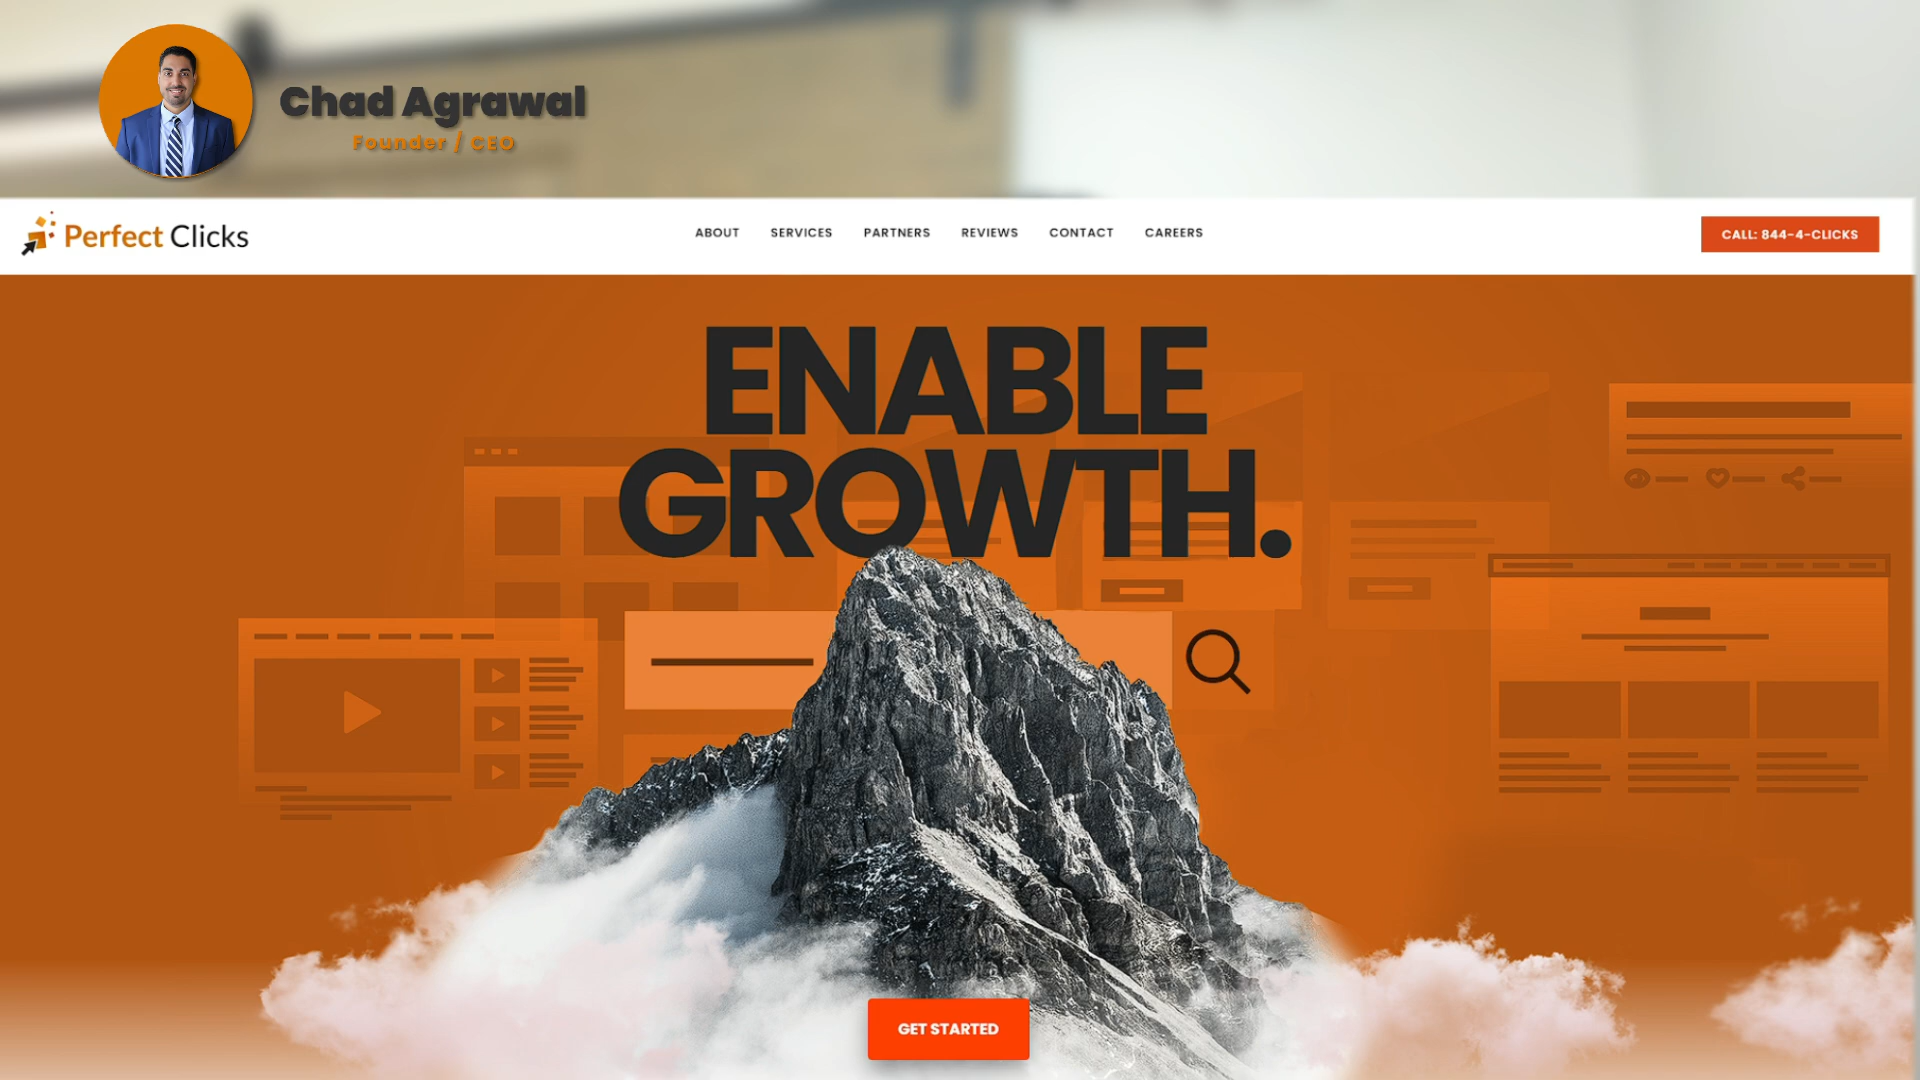 Chad Agrawal
Founder / CEO
Perfect Clicks
ABOUT SERVICES PARTNERS REVIEWS CONTACT CAREERS
CALL: 844-4-CLICKS
ENABLE
GROWTH.
GET STARTED